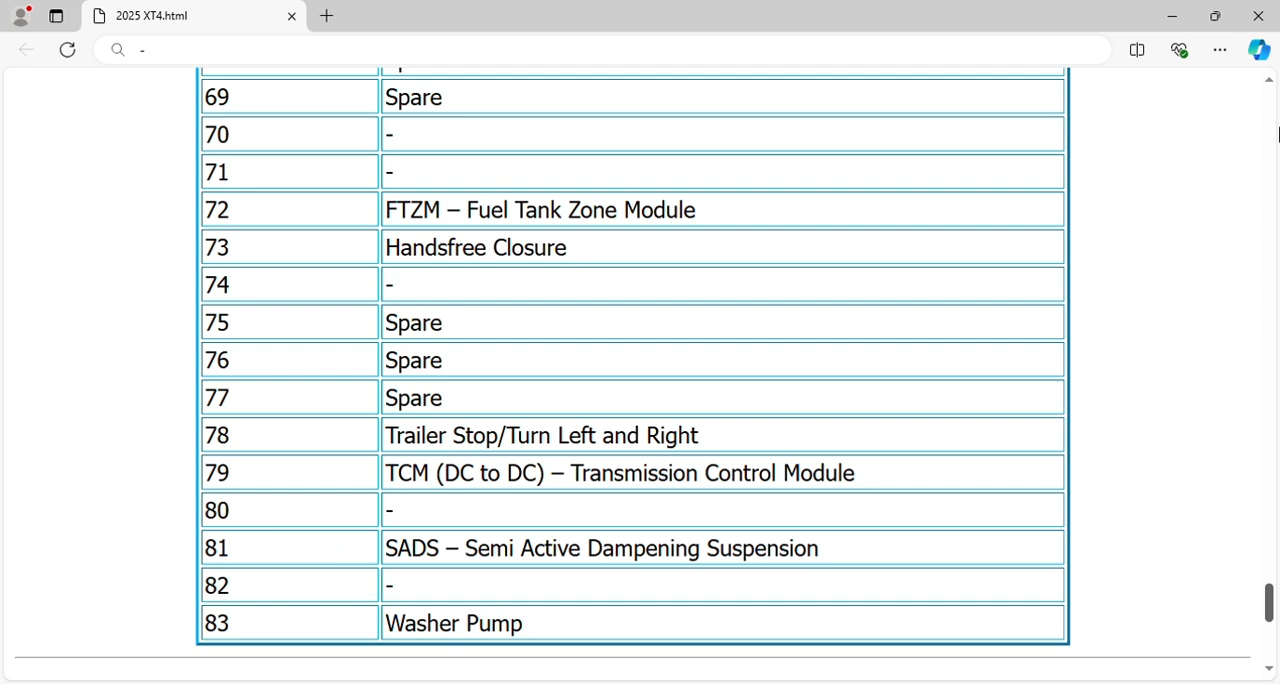 2025 XT4.html
-
69 Spare
70 -
71 -
72 FTZM – Fuel Tank Zone Module
73 Handsfree Closure
74 -
75 Spare
76 Spare
77 Spare
78 Trailer Stop/Turn Left and Right
79 TCM (DC to DC) – Transmission Control Module
80 -
81 SADS – Semi Active Dampening Suspension
82 -
83 Washer Pump